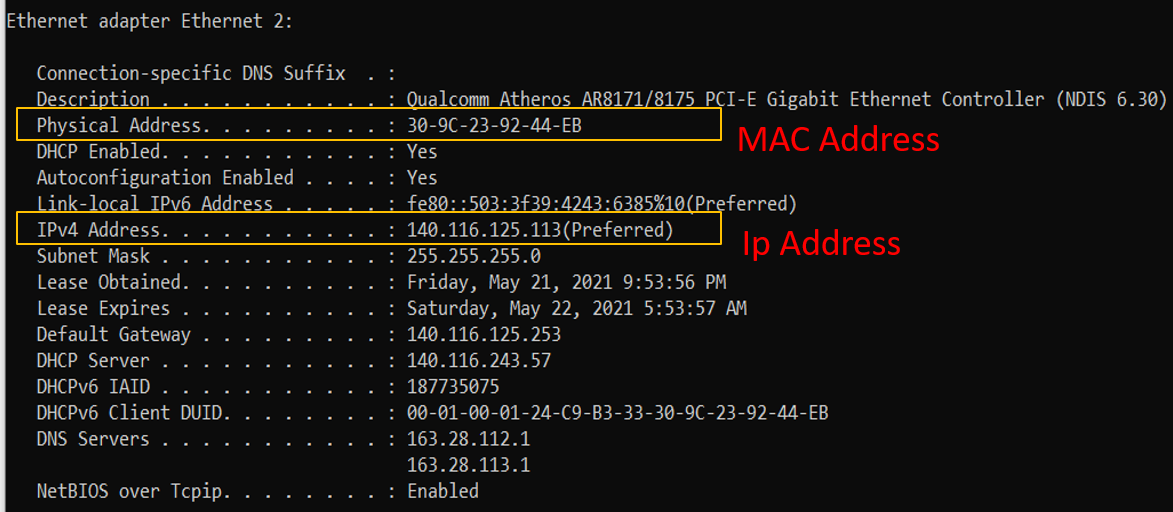 Ethernet adapter Ethernet 2:
Connection-specific DNS Suffix  . :
Description . . . . . . . . . . . : Qualcomm Atheros AR8171/8175 PCI-E Gigabit Ethernet Controller (NDIS 6.30)
Physical Address. . . . . . . . . : 30-9C-23-92-44-EB
MAC Address
DHCP Enabled. . . . . . . . . . . : Yes
Autoconfiguration Enabled . . . . : Yes
Link-local IPv6 Address . . . . . : fe80::503:3f39:4243:6385%10(Preferred)
IPv4 Address. . . . . . . . . . . : 140.116.125.113(Preferred)
Ip Address
Subnet Mask . . . . . . . . . . . : 255.255.255.0
Lease Obtained. . . . . . . . . . : Friday, May 21, 2021 9:53:56 PM
Lease Expires . . . . . . . . . . : Saturday, May 22, 2021 5:53:57 AM
Default Gateway . . . . . . . . . : 140.116.125.253
DHCP Server . . . . . . . . . . . : 140.116.243.57
DHCPv6 IAID . . . . . . . . . . . : 187735075
DHCPv6 Client DUID. . . . . . . . : 00-01-00-01-24-C9-B3-33-30-9C-23-92-44-EB
DNS Servers . . . . . . . . . . . : 163.28.112.1
163.28.113.1
NetBIOS over Tcpip. . . . . . . . : Enabled